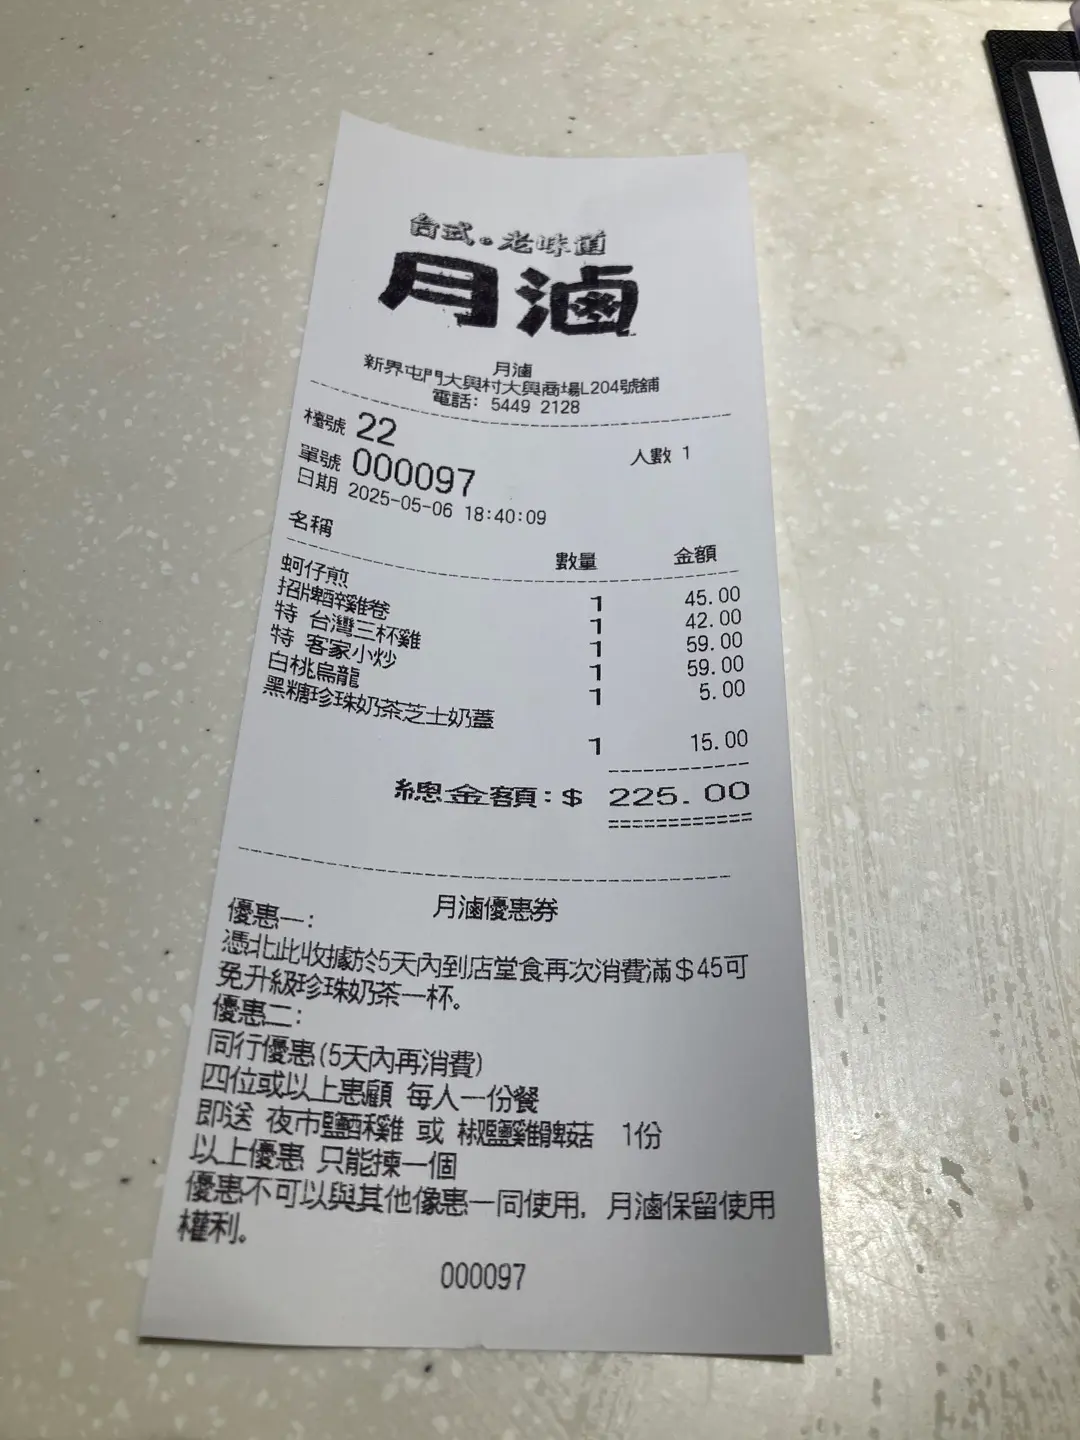 台式。老味道
月滷
月滷
新界屯門大興村大興商場L204號舖
電話: 5449 2128
檯號 22 人數 1
單號 000097
日期 2025-05-06 18:40:09
名稱 數量 金額
蚵仔煎 1 45.00
招牌醉雞卷 1 42.00
特 台灣三杯雞 1 59.00
特 客家小炒 1 59.00
白桃烏龍 1 5.00
黑糖珍珠奶茶芝士奶蓋
1 15.00
總金額:$ 225.00
月滷優惠券
優惠一:
憑北此收據於5天內到店堂食再次消費滿$45可
免升級珍珠奶茶一杯。
優惠二:
同行優惠(5天內再消費)
四位或以上惠顧 每人一份餐
即送 夜市鹽酥雞 或 椒鹽雞髀菇 1份
以上優惠 只能揀一個
優惠不可以與其他像惠一同使用, 月滷保留使用
權利。
000097